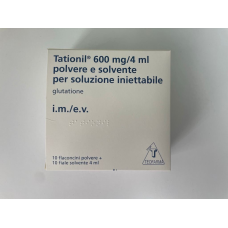 Tationil® 600 mg/4 ml
polvere e solvente
per soluzione iniettabile
glutatione
i.m./e.v.
10 flaconcini polvere +
10 fiale solvente 4 ml
TEOFARMA